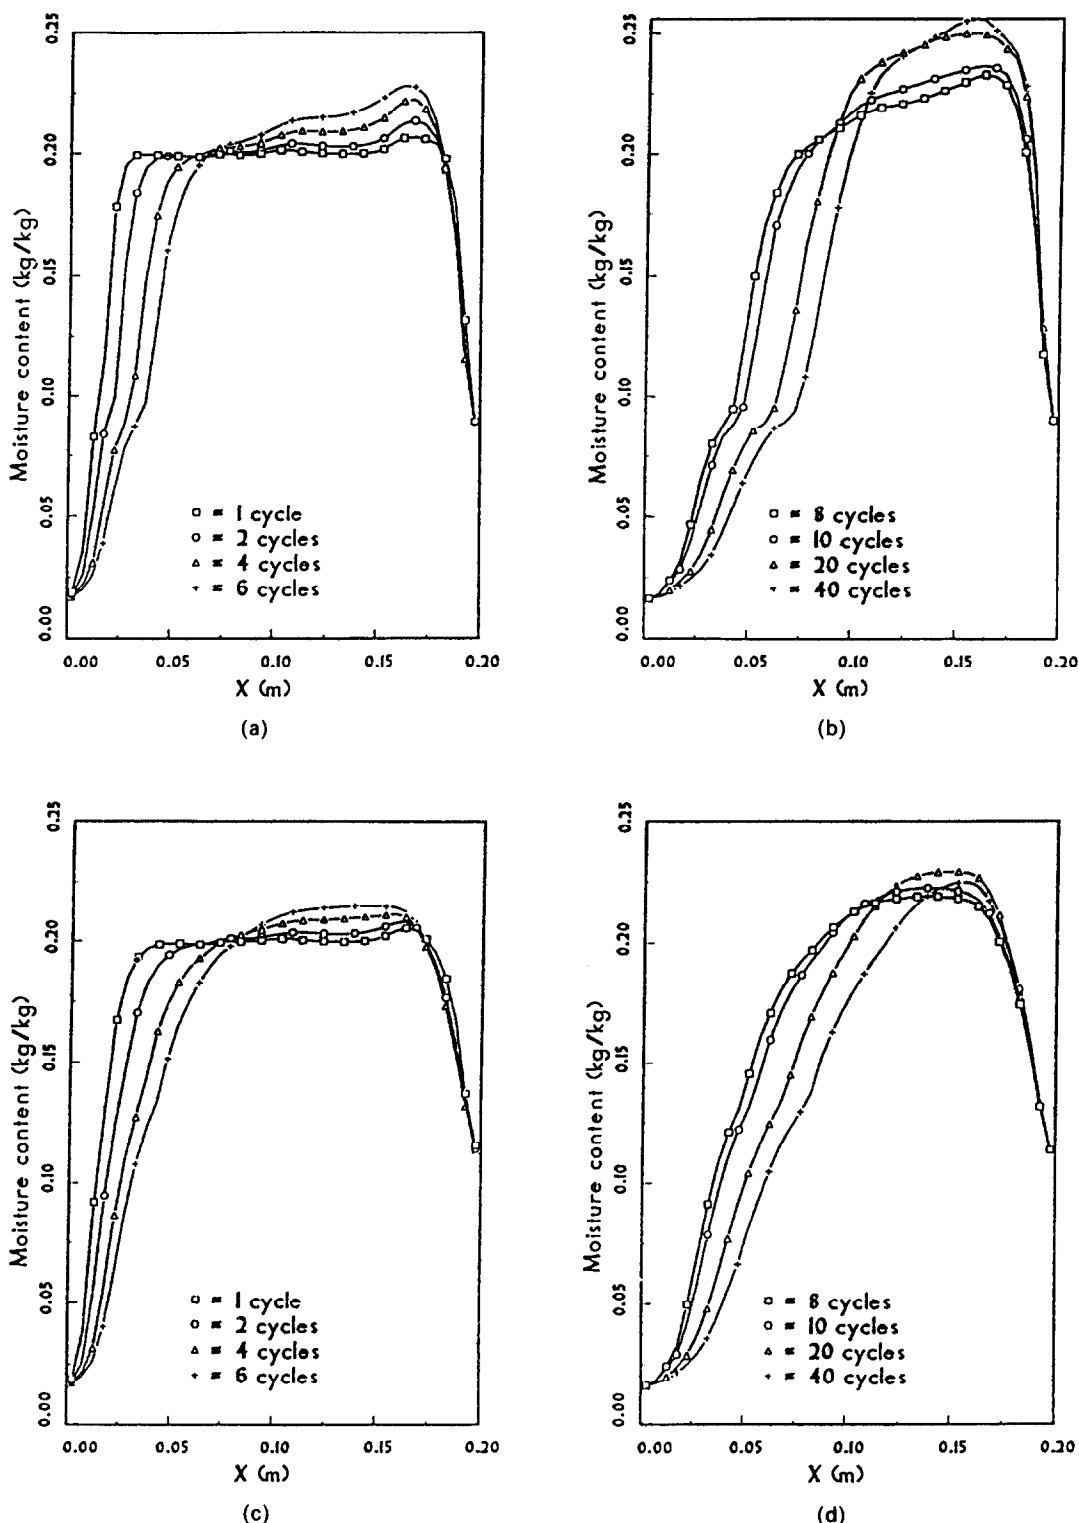 Moisture content (kg/kg)
0.25
0.20
0.15
0.10
0.05
0.00
□ = 1 cycle
○ = 2 cycles
△ = 4 cycles
+ = 6 cycles
0.00 0.05 0.10 0.15 0.20
X (m)
(a)
Moisture content (kg/kg)
0.25
0.20
0.15
0.10
0.05
0.00
□ = 8 cycles
○ = 10 cycles
△ = 20 cycles
+ = 40 cycles
0.00 0.05 0.10 0.15 0.20
X (m)
(b)
Moisture content (kg/kg)
0.25
0.20
0.15
0.10
0.05
0.00
□ = 1 cycle
○ = 2 cycles
△ = 4 cycles
+ = 6 cycles
0.00 0.05 0.10 0.15 0.20
X (m)
(c)
Moisture content (kg/kg)
0.25
0.20
0.15
0.10
0.05
0.00
□ = 8 cycles
○ = 10 cycles
△ = 20 cycles
+ = 40 cycles
0.00 0.05 0.10 0.15 0.20
X (m)
(d)